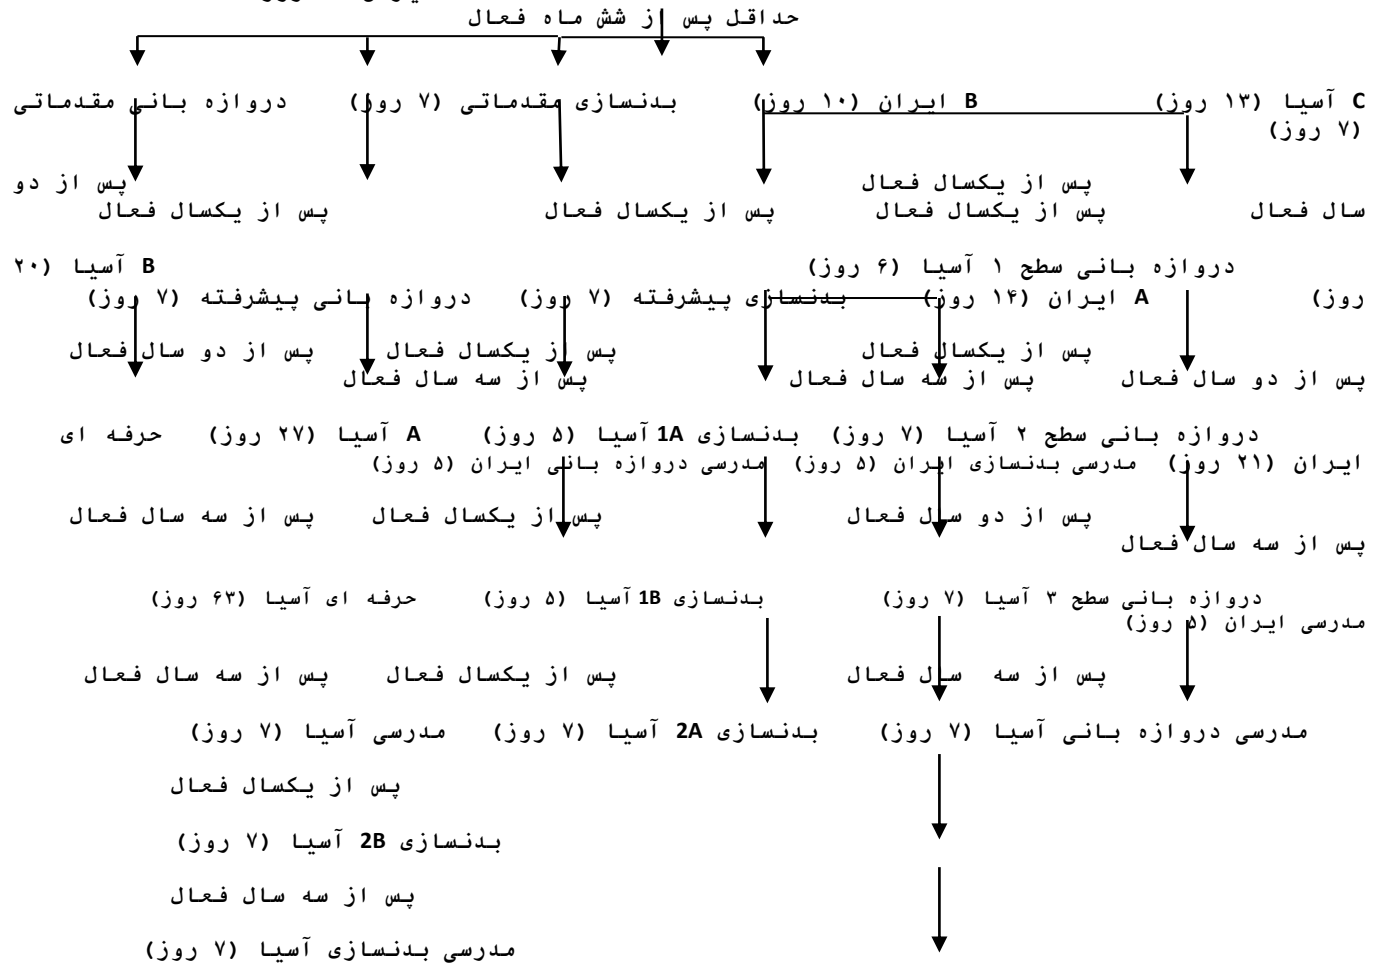 حداقل پس از شش ماه فعال
C آسیا (۱۳ روز) B ایران (۱۰ روز) بدنسازی مقدماتی (۷ روز) دروازه بانی مقدماتی
(۷ روز)
پس از یکسال فعال پس از دو
سال فعال پس از یکسال فعال پس از یکسال فعال پس از یکسال فعال
دروازه بانی سطح ۱ آسیا (۶ روز) B آسیا (۲۰
روز) A ایران (۱۴ روز) بدنسازی پیشرفته (۷ روز) دروازه بانی پیشرفته (۷ روز)
پس از یکسال فعال پس از یکسال فعال پس از دو سال فعال
پس از دو سال فعال پس از سه سال فعال پس از سه سال فعال
دروازه بانی سطح ۲ آسیا (۷ روز) بدنسازی 1A آسیا (۵ روز) A آسیا (۲۷ روز) حرفه ای
ایران (۲۱ روز) مدرسی بدنسازی ایران (۵ روز) مدرسی دروازه بانی ایران (۵ روز)
پس از دو سال فعال پس از یکسال فعال پس از سه سال فعال
پس از سه سال فعال
دروازه بانی سطح ۳ آسیا (۷ روز) بدنسازی 1B آسیا (۵ روز) حرفه ای آسیا (۶۳ روز)
مدرسی ایران (۵ روز)
پس از سه سال فعال پس از یکسال فعال پس از سه سال فعال
مدرسی دروازه بانی آسیا (۷ روز) بدنسازی 2A آسیا (۷ روز) مدرسی آسیا (۷ روز)
پس از یکسال فعال
بدنسازی 2B آسیا (۷ روز)
پس از سه سال فعال
مدرسی بدنسازی آسیا (۷ روز)